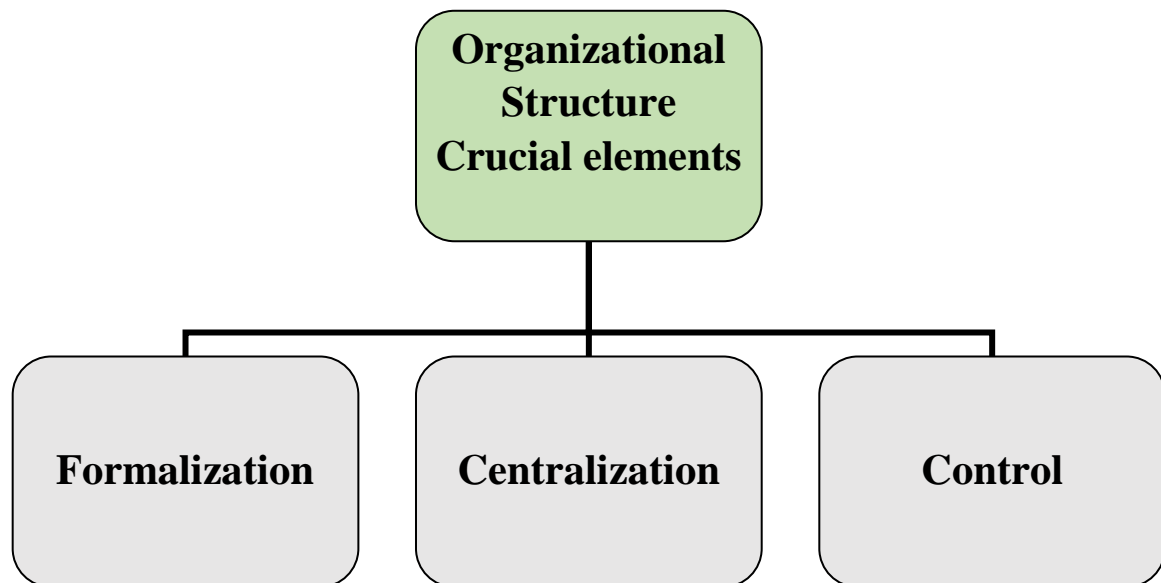 Organizational
Structure
Crucial elements
Formalization
Centralization
Control